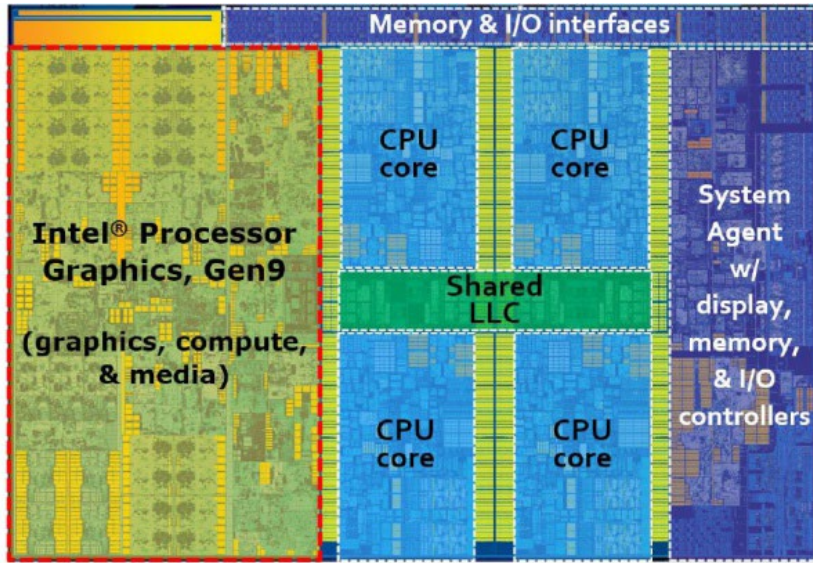 Memory & I/O interfaces
CPU
core
CPU
core
Intel® Processor
Graphics, Gen9
(graphics, compute,
& media)
Shared
LLC
System
Agent
w/
display,
memory,
& I/O
controllers
CPU
core
CPU
core